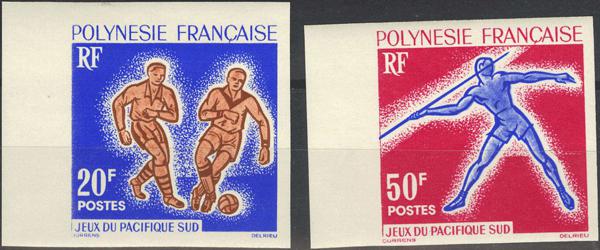 POLYNESIE FRANÇAISE
RF
20F
POSTES
JEUX DU PACIFIQUE SUD
DELRIEU
POLYNESIE FRANÇAISE
RF
50F
POSTES
JEUX DU PACIFIQUE SUD
DELRIEU